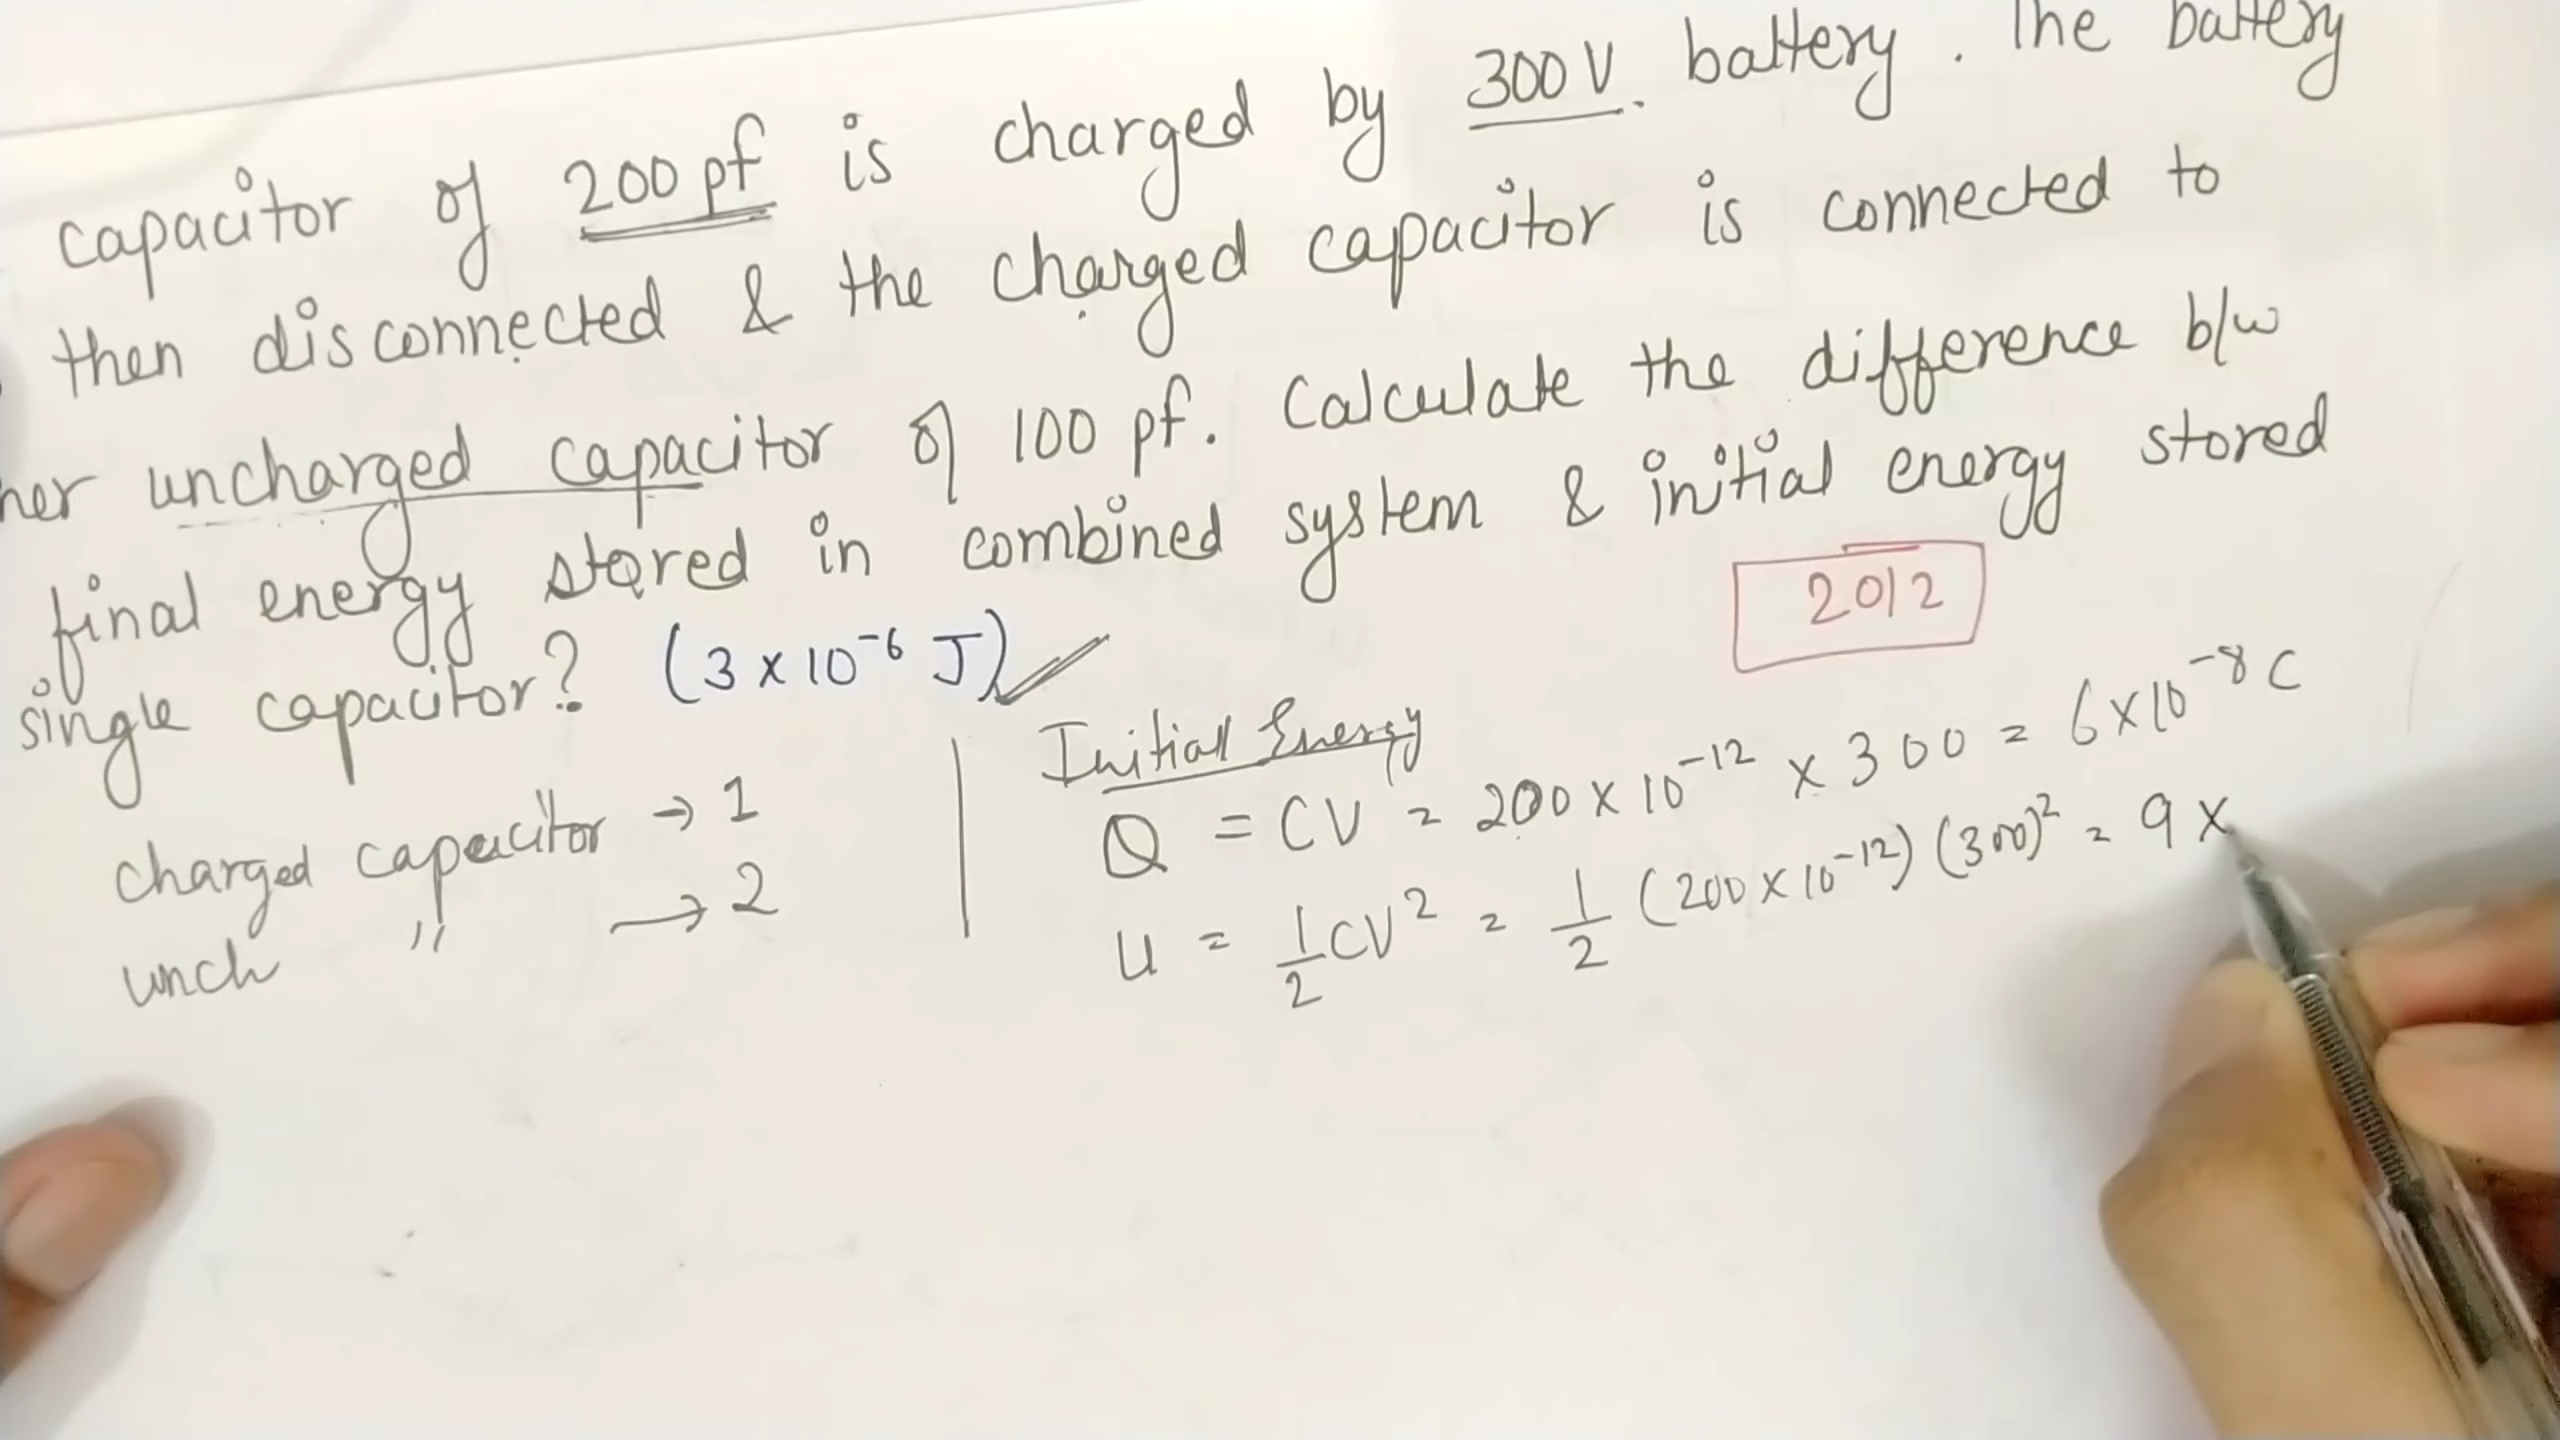 capacitor of 200 pf is charged by 300 V. battery. The battery
then disconnected & the charged capacitor is connected to
her uncharged capacitor of 100 pf. Calculate the difference b/w
final energy stored in combined system & initial energy stored
single capacitor? (3 x 10⁻⁶ J)
2012
charged capacitor → 1
unch " → 2
Initial Energy
Q = CV = 200 x 10⁻¹² x 300 = 6 x 10⁻⁸ C
U = 1/2 CV² = 1/2 (200 x 10⁻¹²) (300)² = 9 x